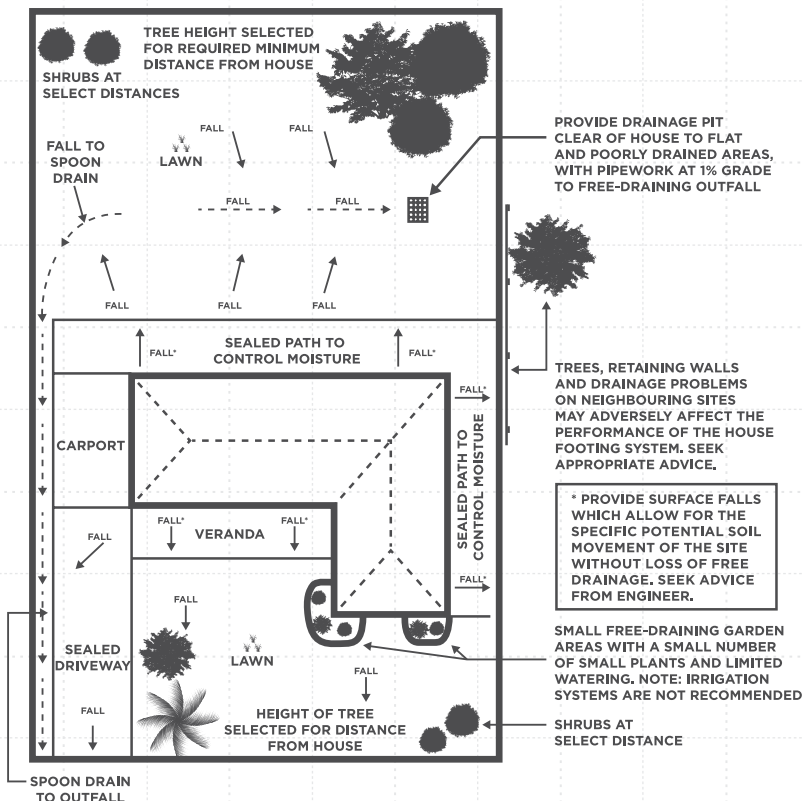 TREE HEIGHT SELECTED
FOR REQUIRED MINIMUM
DISTANCE FROM HOUSE
SHRUBS AT
SELECT DISTANCES
PROVIDE DRAINAGE PIT
CLEAR OF HOUSE TO FLAT
AND POORLY DRAINED AREAS,
WITH PIPEWORK AT 1% GRADE
TO FREE-DRAINING OUTFALL
FALL
FALL
FALL TO
SPOON
DRAIN
LAWN
FALL
FALL
FALL
FALL
FALL
SEALED PATH TO
CONTROL MOISTURE
FALL*
FALL*
TREES, RETAINING WALLS
AND DRAINAGE PROBLEMS
ON NEIGHBOURING SITES
MAY ADVERSELY AFFECT THE
PERFORMANCE OF THE HOUSE
FOOTING SYSTEM. SEEK
APPROPRIATE ADVICE.
FALL*
CARPORT
SEALED PATH TO
CONTROL MOISTURE
* PROVIDE SURFACE FALLS
WHICH ALLOW FOR THE
SPECIFIC POTENTIAL SOIL
MOVEMENT OF THE SITE
WITHOUT LOSS OF FREE
DRAINAGE. SEEK ADVICE
FROM ENGINEER.
FALL
FALL*
VERANDA
FALL*
FALL*
FALL
SMALL FREE-DRAINING GARDEN
AREAS WITH A SMALL NUMBER
OF SMALL PLANTS AND LIMITED
WATERING. NOTE: IRRIGATION
SYSTEMS ARE NOT RECOMMENDED
SEALED
DRIVEWAY
LAWN
FALL
FALL
HEIGHT OF TREE
SELECTED FOR DISTANCE
FROM HOUSE
SHRUBS AT
SELECT DISTANCE
SPOON DRAIN
TO OUTFALL